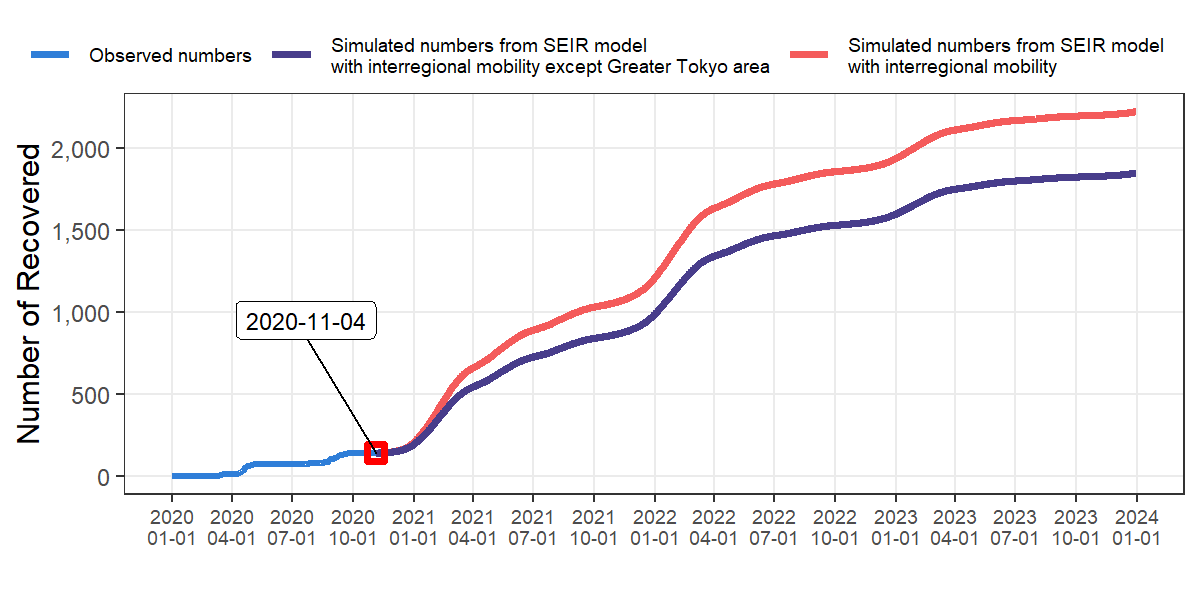 Observed numbers
Simulated numbers from SEIR model
with interregional mobility except Greater Tokyo area
Simulated numbers from SEIR model
with interregional mobility
Number of Recovered
2,000
1,500
1,000
500
0
2020-11-04
2020 2020 2020 2020 2021 2021 2021 2021 2022 2022 2022 2022 2023 2023 2023 2023 2024
01-01 04-01 07-01 10-01 01-01 04-01 07-01 10-01 01-01 04-01 07-01 10-01 01-01 04-01 07-01 10-01 01-01